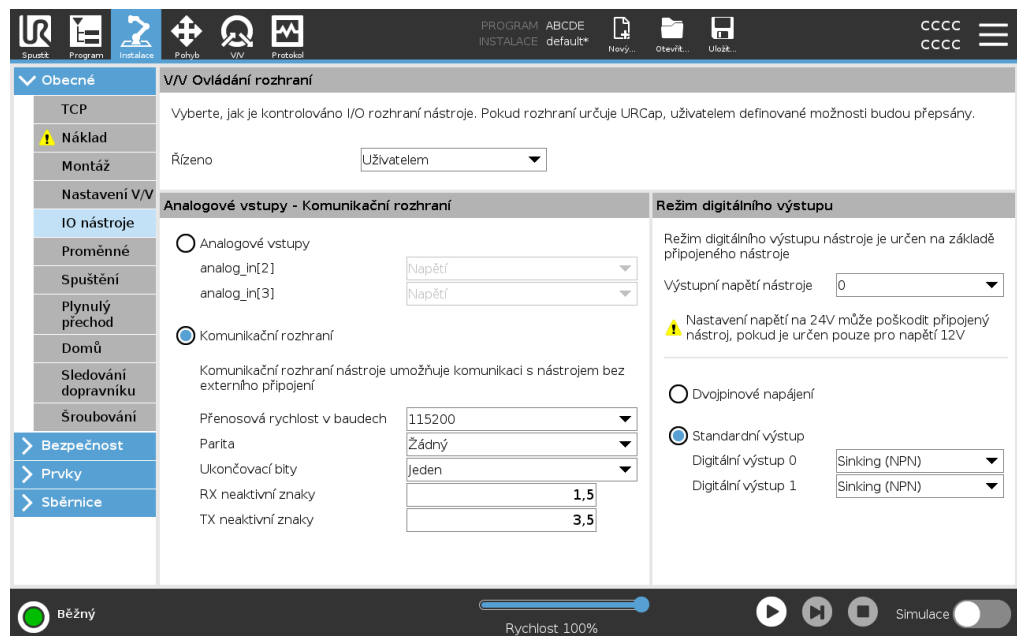 UR
Spustit Program Instalace Pohyb V/V Protokol
PROGRAM ABCDE
INSTALACE default*
Nový... Otevřít... Uložit...
CCCC
CCCC
Obecné
TCP
Náklad
Montáž
Nastavení V/V
IO nástroje
Proměnné
Spuštění
Plynulý
přechod
Domů
Sledování
dopravníku
Šroubování
Bezpečnost
Prvky
Sběrnice
V/V Ovládání rozhraní
Vyberte, jak je kontrolováno I/O rozhraní nástroje. Pokud rozhraní určuje URCap, uživatelem definované možnosti budou přepsány.
Řízeno Uživatelem
Analogové vstupy - Komunikační rozhraní
Analogové vstupy
analog_in[2] Napětí
analog_in[3] Napětí
Komunikační rozhraní
Komunikační rozhraní nástroje umožňuje komunikaci s nástrojem bez
externího připojení
Přenosová rychlost v baudech 115200
Parita Žádný
Ukončovací bity Jeden
RX neaktivní znaky 1,5
TX neaktivní znaky 3,5
Režim digitálního výstupu
Režim digitálního výstupu nástroje je určen na základě
připojeného nástroje
Výstupní napětí nástroje 0
Nastavení napětí na 24V může poškodit připojený
nástroj, pokud je určen pouze pro napětí 12V
Dvojpinové napájení
Standardní výstup
Digitální výstup 0 Sinking (NPN)
Digitální výstup 1 Sinking (NPN)
Běžný
Rychlost 100%
Simulace